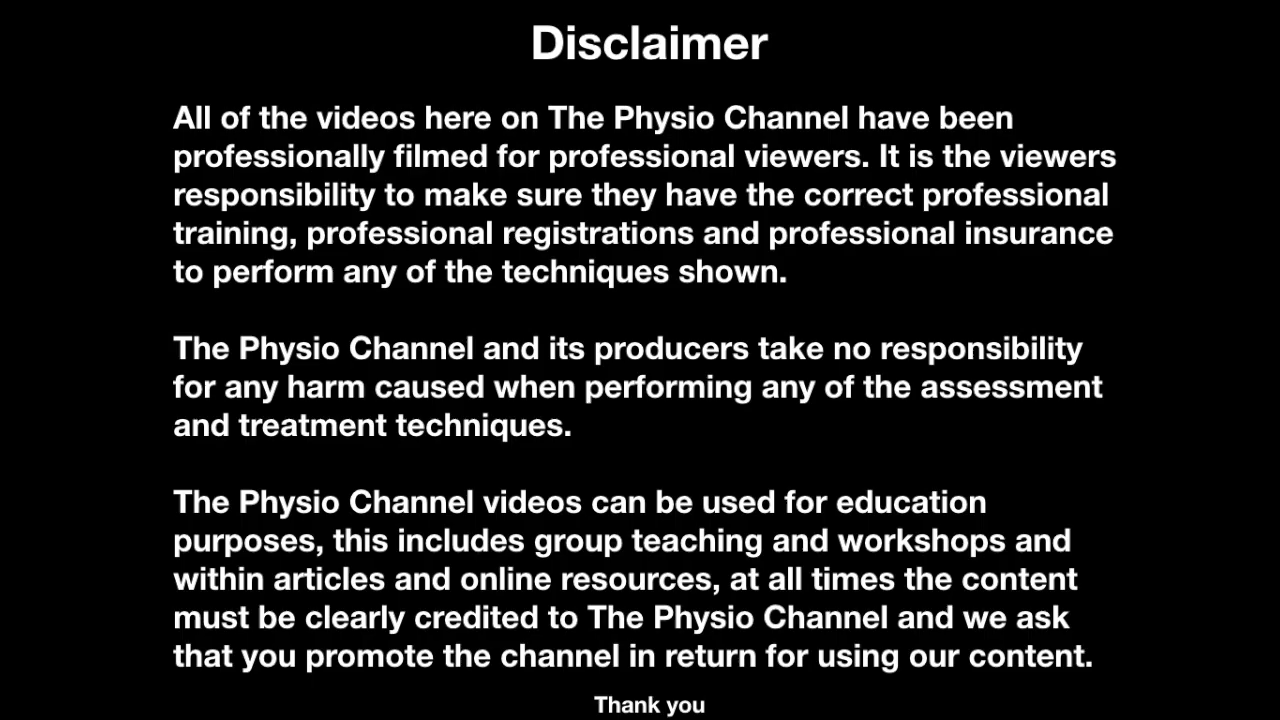 Disclaimer
All of the videos here on The Physio Channel have been
professionally filmed for professional viewers. It is the viewers
responsibility to make sure they have the correct professional
training, professional registrations and professional insurance
to perform any of the techniques shown.
The Physio Channel and its producers take no responsibility
for any harm caused when performing any of the assessment
and treatment techniques.
The Physio Channel videos can be used for education
purposes, this includes group teaching and workshops and
within articles and online resources, at all times the content
must be clearly credited to The Physio Channel and we ask
that you promote the channel in return for using our content.
Thank you